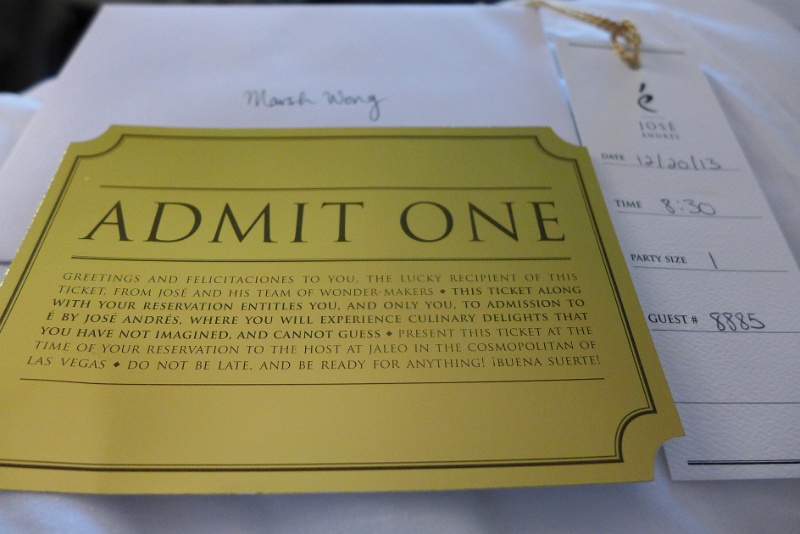 Marsh Wong
ADMIT ONE
GREETINGS AND FELICITACIONES TO YOU, THE LUCKY RECIPIENT OF THIS
TICKET, FROM JOSÉ AND HIS TEAM OF WONDER-MAKERS ◆ THIS TICKET ALONG
WITH YOUR RESERVATION ENTITLES YOU, AND ONLY YOU, TO ADMISSION TO
É BY JOSÉ ANDRÉS, WHERE YOU WILL EXPERIENCE CULINARY DELIGHTS THAT
YOU HAVE NOT IMAGINED, AND CANNOT GUESS ◆ PRESENT THIS TICKET AT THE
TIME OF YOUR RESERVATION TO THE HOST AT JALEO IN THE COSMOPOLITAN OF
LAS VEGAS ◆ DO NOT BE LATE, AND BE READY FOR ANYTHING! ¡BUENA SUERTE!
é
JOSÉ
ANDRÉS
DATE 12/20/13
TIME 8:30
PARTY SIZE 1
GUEST # 8885